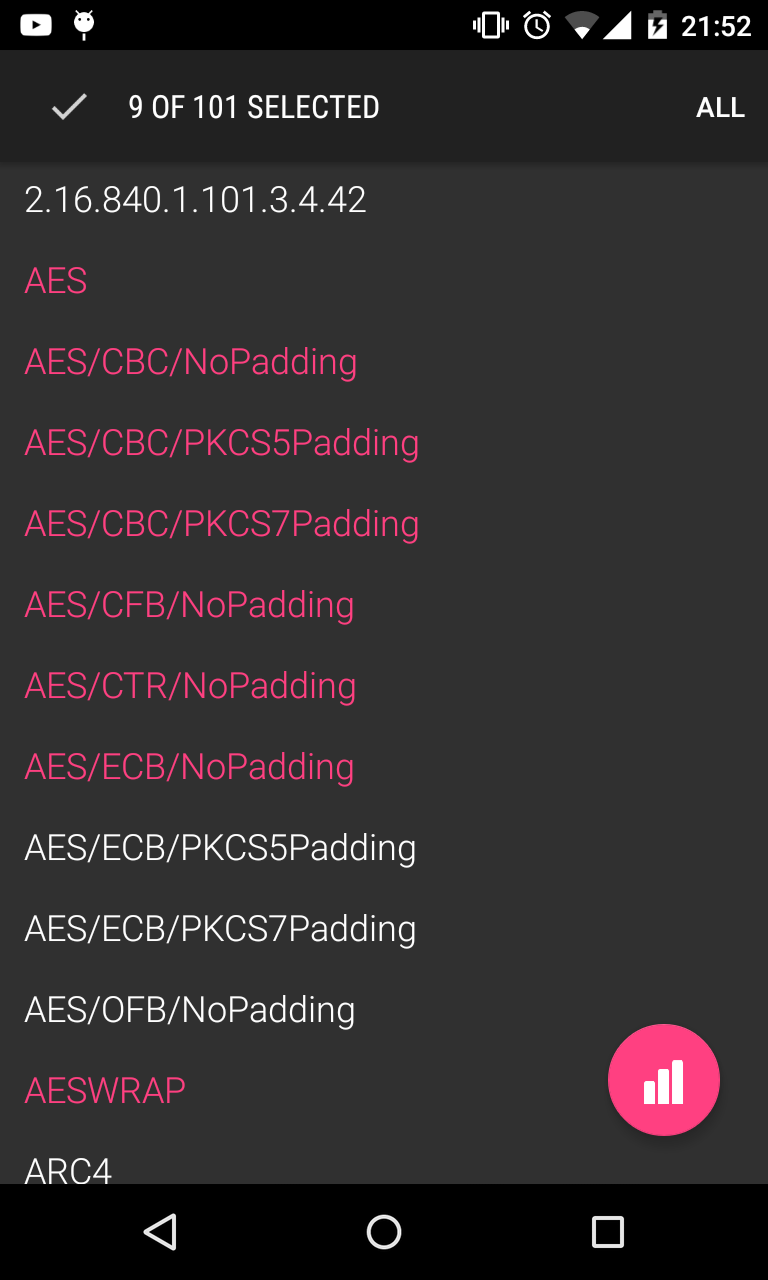 21:52
9 OF 101 SELECTED
ALL
2.16.840.1.101.3.4.42
AES
AES/CBC/NoPadding
AES/CBC/PKCS5Padding
AES/CBC/PKCS7Padding
AES/CFB/NoPadding
AES/CTR/NoPadding
AES/ECB/NoPadding
AES/ECB/PKCS5Padding
AES/ECB/PKCS7Padding
AES/OFB/NoPadding
AESWRAP
ARC4